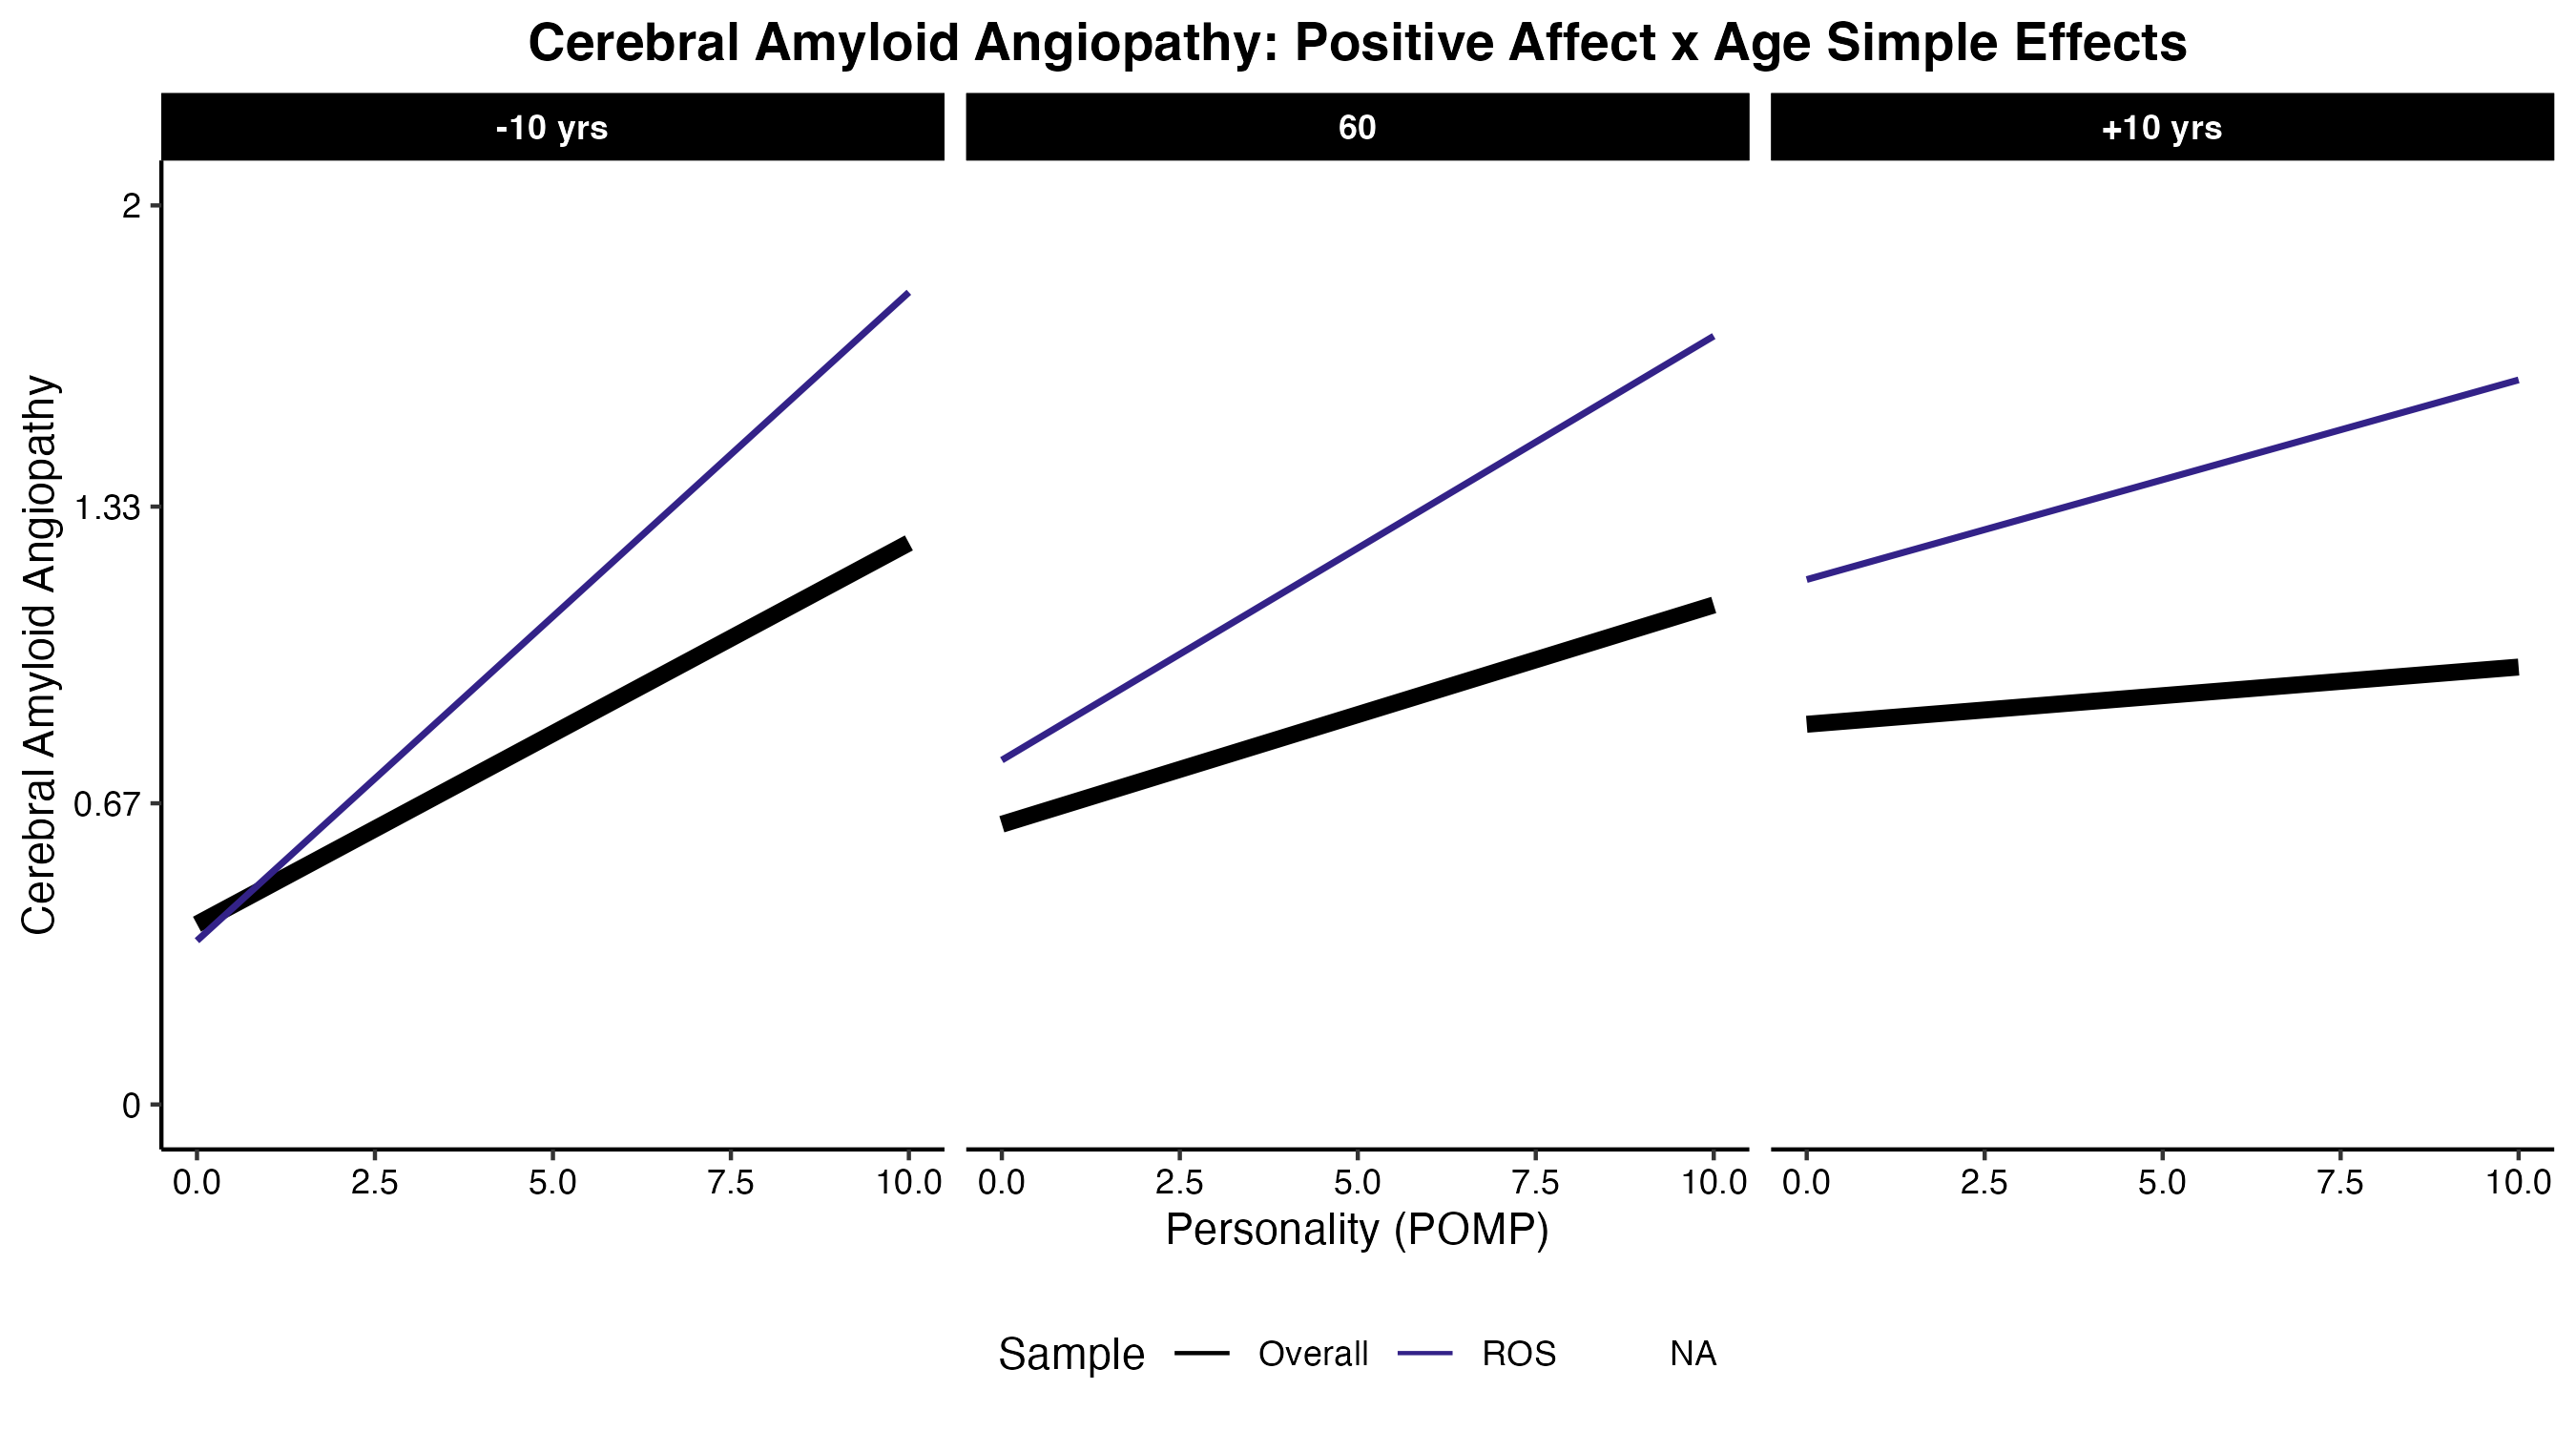 Cerebral Amyloid Angiopathy: Positive Affect x Age Simple Effects
-10 yrs 60 +10 yrs
Cerebral Amyloid Angiopathy
2
1.33
0.67
0
0.0 2.5 5.0 7.5 10.0 0.0 2.5 5.0 7.5 10.0 0.0 2.5 5.0 7.5 10.0
Personality (POMP)
Sample Overall ROS NA